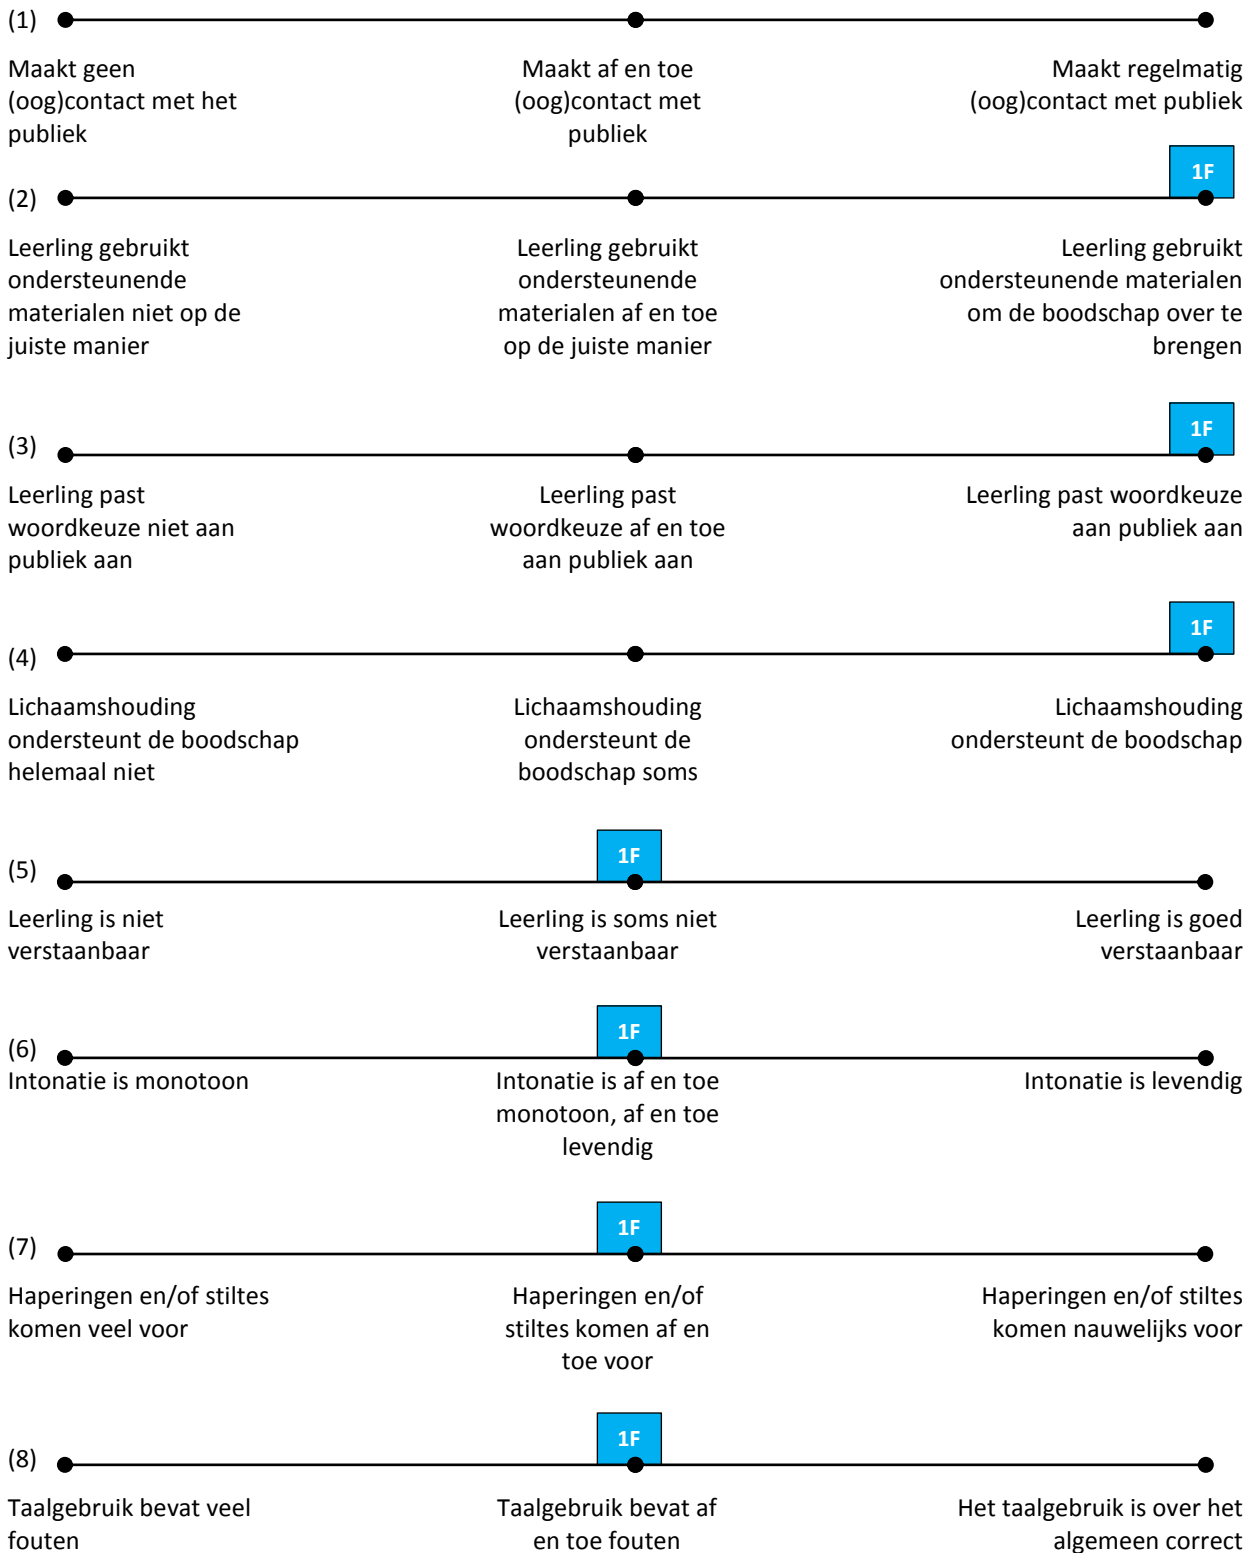 (1)
Maakt geen
(oog)contact met het
publiek
Maakt af en toe
(oog)contact met
publiek
Maakt regelmatig
(oog)contact met publiek
1F
(2)
Leerling gebruikt
ondersteunende
materialen niet op de
juiste manier
Leerling gebruikt
ondersteunende
materialen af en toe
op de juiste manier
Leerling gebruikt
ondersteunende materialen
om de boodschap over te
brengen
1F
(3)
Leerling past
woordkeuze niet aan
publiek aan
Leerling past
woordkeuze af en toe
aan publiek aan
Leerling past woordkeuze
aan publiek aan
1F
(4)
Lichaamshouding
ondersteunt de boodschap
helemaal niet
Lichaamshouding
ondersteunt de
boodschap soms
Lichaamshouding
ondersteunt de boodschap
1F
(5)
Leerling is niet
verstaanbaar
Leerling is soms niet
verstaanbaar
Leerling is goed
verstaanbaar
1F
(6)
Intonatie is monotoon
Intonatie is af en toe
monotoon, af en toe
levendig
Intonatie is levendig
1F
(7)
Haperingen en/of stiltes
komen veel voor
Haperingen en/of
stiltes komen af en
toe voor
Haperingen en/of stiltes
komen nauwelijks voor
1F
(8)
Taalgebruik bevat veel
fouten
Taalgebruik bevat af
en toe fouten
Het taalgebruik is over het
algemeen correct